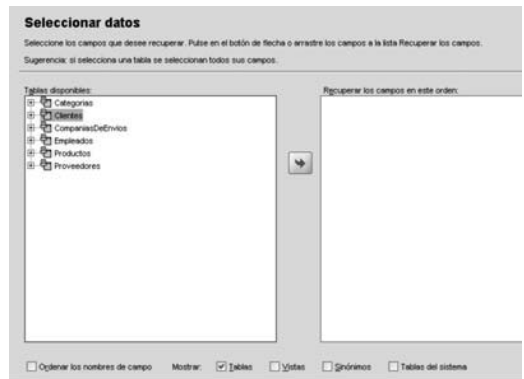 Seleccionar datos
Seleccione los campos que desee recuperar. Pulse en el botón de flecha o arrastre los campos a la lista Recuperar los campos.
Sugerencia: si selecciona una tabla se seleccionan todos sus campos.
Tablas disponibles:
Recuperar los campos en este orden:
Categorias
Clientes
CompaniasDeEnvios
Empleados
Productos
Proveedores
Ordenar los nombres de campo Mostrar: Tablas Vistas Sinónimos Tablas del sistema